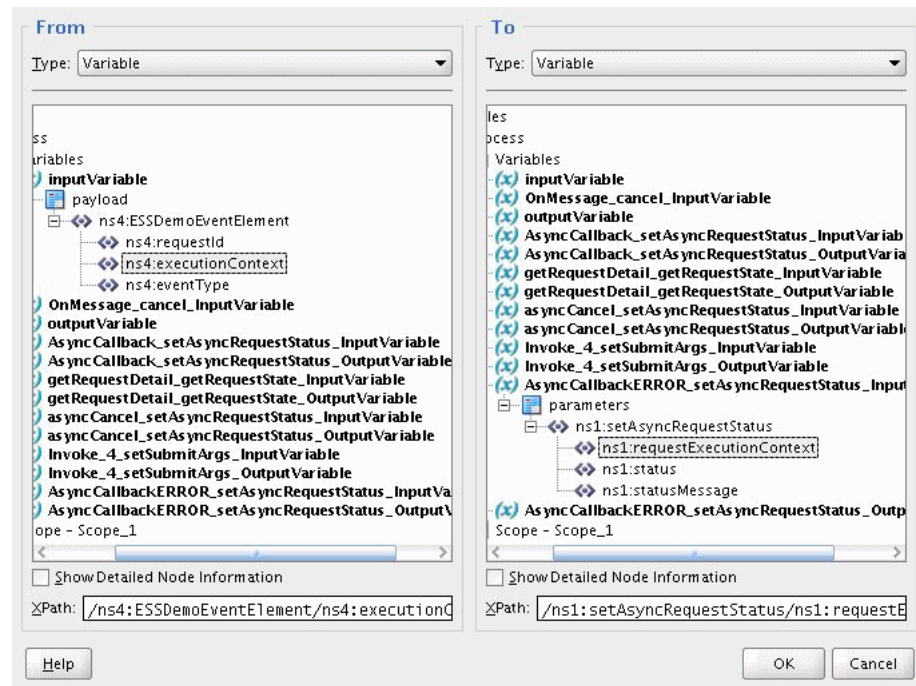 From
Type: Variable
ss
riables
inputVariable
payload
ns4:ESSDemoEventElement
ns4:requestId
ns4:executionContext
ns4:eventType
OnMessage_cancel_InputVariable
outputVariable
AsyncCallback_setAsyncRequestStatus_InputVariable
AsyncCallback_setAsyncRequestStatus_OutputVariable
getRequestDetail_getRequestState_InputVariable
getRequestDetail_getRequestState_OutputVariable
asyncCancel_setAsyncRequestStatus_InputVariable
asyncCancel_setAsyncRequestStatus_OutputVariable
Invoke_4_setSubmitArgs_InputVariable
Invoke_4_setSubmitArgs_OutputVariable
AsyncCallbackERROR_setAsyncRequestStatus_InputVa
AsyncCallbackERROR_setAsyncRequestStatus_OutputV
ope - Scope_1
Show Detailed Node Information
XPath: /ns4:ESSDemoEventElement/ns4:executionC
To
Type: Variable
les
ocess
Variables
(x) inputVariable
(x) OnMessage_cancel_InputVariable
(x) outputVariable
(x) AsyncCallback_setAsyncRequestStatus_InputVariab
(x) AsyncCallback_setAsyncRequestStatus_OutputVaria
(x) getRequestDetail_getRequestState_InputVariable
(x) getRequestDetail_getRequestState_OutputVariable
(x) asyncCancel_setAsyncRequestStatus_InputVariable
(x) asyncCancel_setAsyncRequestStatus_OutputVariabl
(x) Invoke_4_setSubmitArgs_InputVariable
(x) Invoke_4_setSubmitArgs_OutputVariable
(x) AsyncCallbackERROR_setAsyncRequestStatus_Input
parameters
ns1:setAsyncRequestStatus
ns1:requestExecutionContext
ns1:status
ns1:statusMessage
(x) AsyncCallbackERROR_setAsyncRequestStatus_Outp
Scope - Scope_1
Show Detailed Node Information
XPath: /ns1:setAsyncRequestStatus/ns1:requestE
Help
OK
Cancel